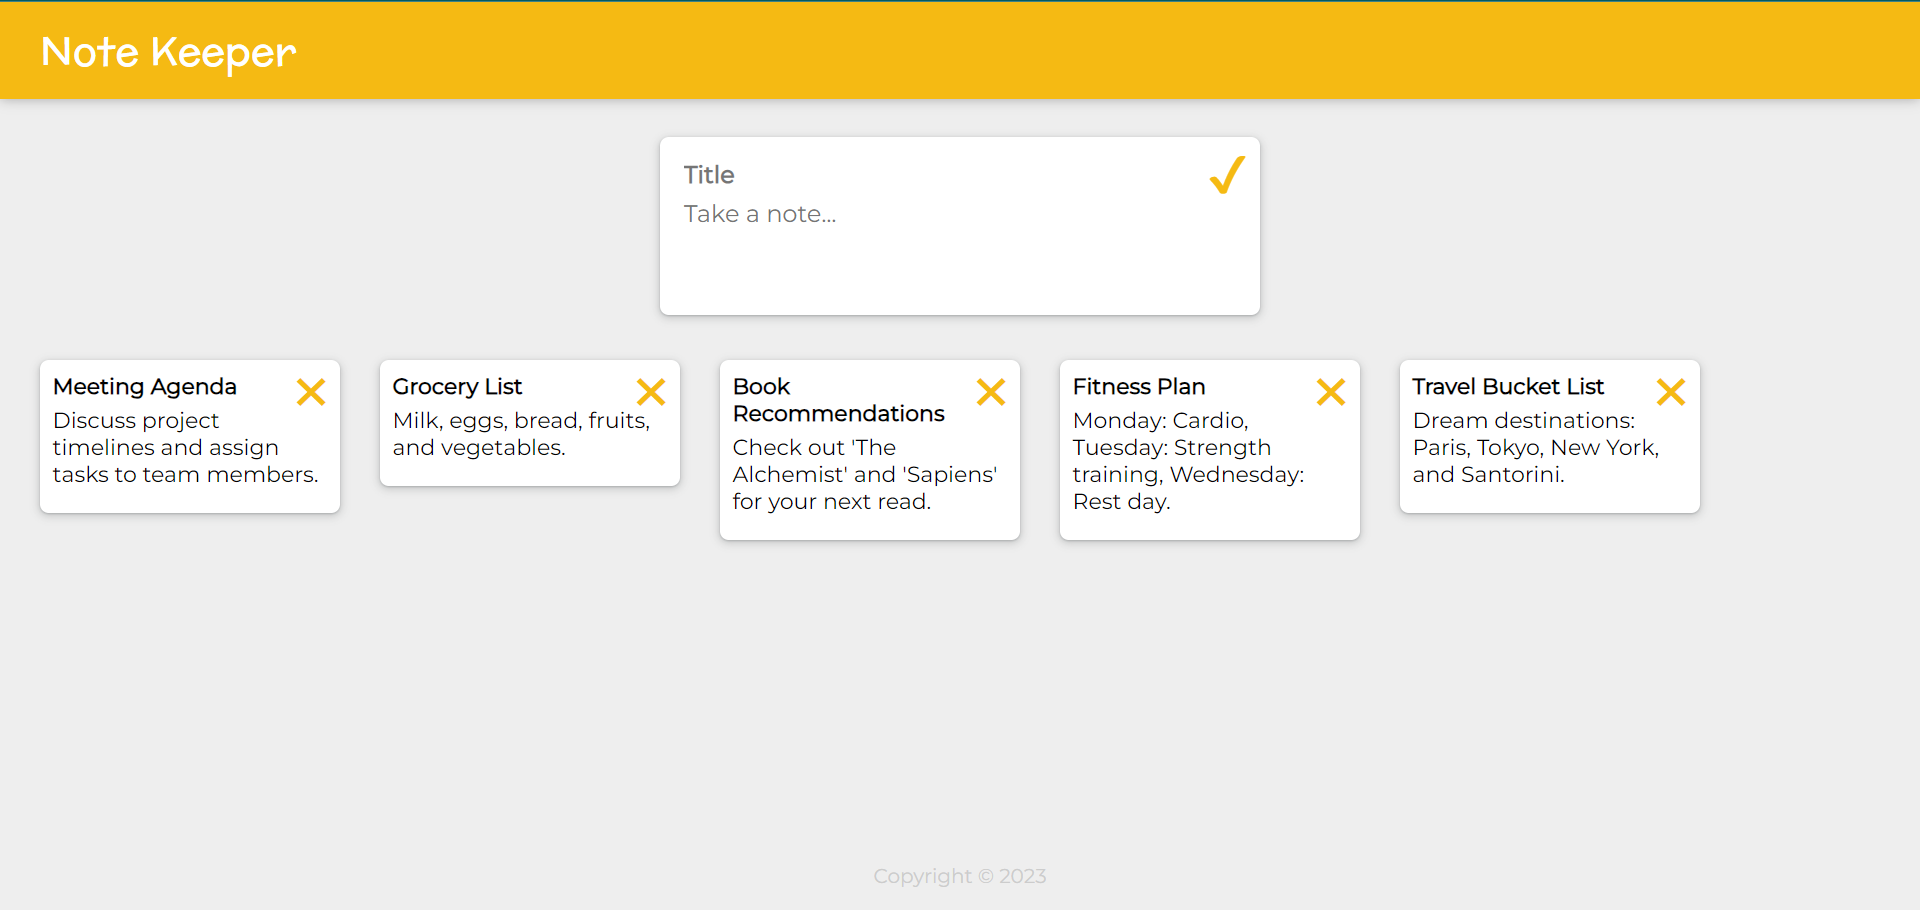 Note Keeper
Title
Take a note...
Meeting Agenda
Discuss project
timelines and assign
tasks to team members.
Grocery List
Milk, eggs, bread, fruits,
and vegetables.
Book
Recommendations
Check out 'The
Alchemist' and 'Sapiens'
for your next read.
Fitness Plan
Monday: Cardio,
Tuesday: Strength
training, Wednesday:
Rest day.
Travel Bucket List
Dream destinations:
Paris, Tokyo, New York,
and Santorini.
Copyright © 2023